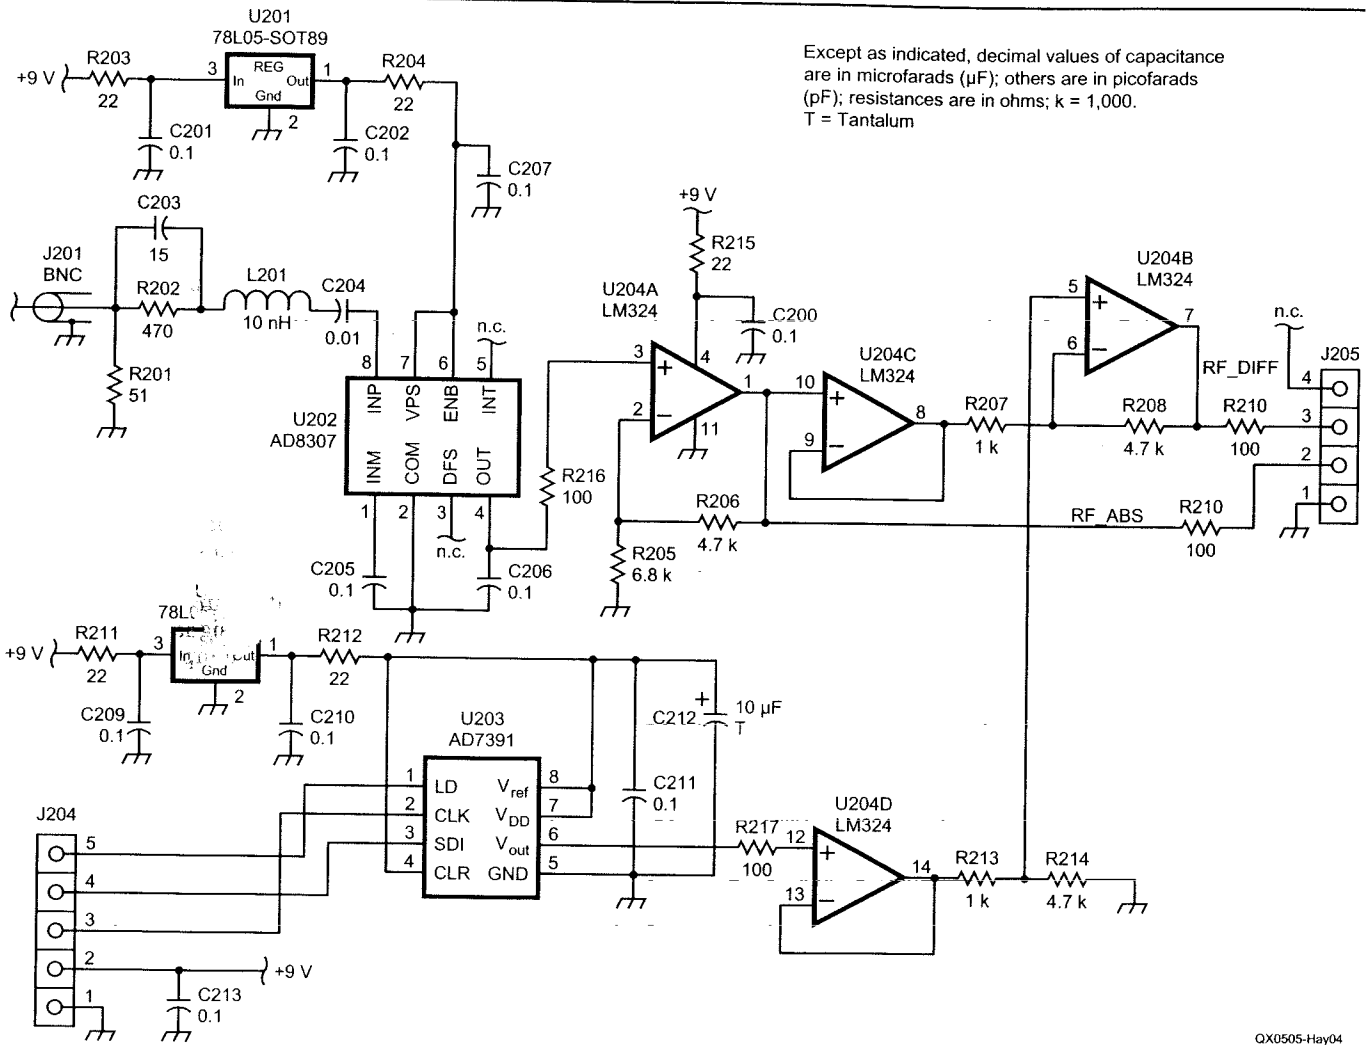 U201
78L05-SOT89
R203
+9 V
22
3
REG
In
Out
Gnd
1
2
R204
22
C201
0.1
C202
0.1
C207
0.1
Except as indicated, decimal values of capacitance
are in microfarads (µF); others are in picofarads
(pF); resistances are in ohms; k = 1,000.
T = Tantalum
C203
15
J201
BNC
R202
470
L201
10 nH
C204
0.01
R201
51
n.c.
8
7
6
5
INP
VPS
ENB
INT
U202
AD8307
INM
COM
DFS
OUT
1
2
3
4
n.c.
C205
0.1
C206
0.1
R216
100
+9 V
R215
22
C200
0.1
U204A
LM324
3
2
4
11
1
+
−
R206
4.7 k
R205
6.8 k
U204C
LM324
10
9
8
+
−
R207
1 k
U204B
LM324
5
6
7
+
−
R208
4.7 k
RF_DIFF
R210
100
n.c.
J205
4
3
2
1
RF_ABS
R210
100
78L
R211
+9 V
22
3
In
Gnd
1
2
R212
22
C209
0.1
C210
0.1
U203
AD7391
1
LD
2
CLK
3
SDI
4
CLR
Vref
8
VDD
7
Vout
6
GND
5
C212
+
10 µF
T
C211
0.1
J204
5
4
3
2
1
+9 V
C213
0.1
R217
100
U204D
LM324
12
13
14
+
−
R213
1 k
R214
4.7 k
QX0505-Hay04